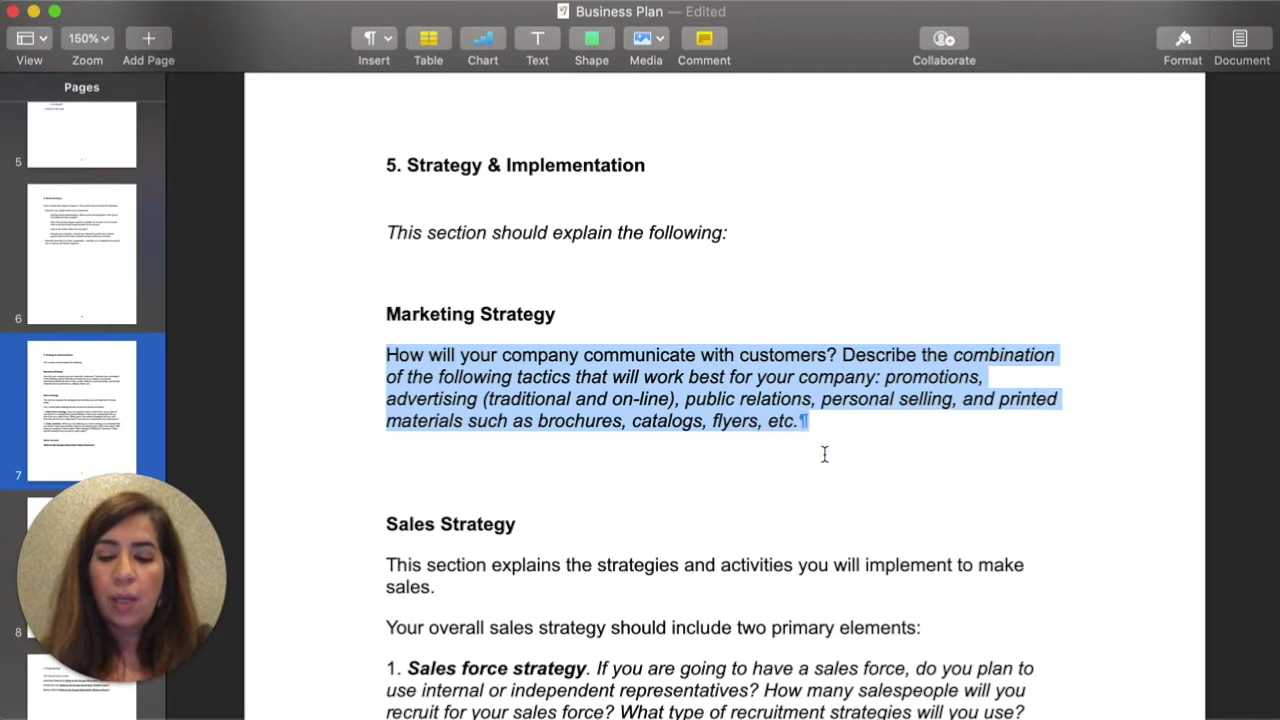 Business Plan — Edited
150%
View Zoom Add Page Insert Table Chart Text Shape Media Comment Collaborate Format Document
Pages
5
6
7
8
5. Strategy & Implementation
This section should explain the following:
Marketing Strategy
How will your company communicate with customers? Describe the combination
of the following tactics that will work best for your company: promotions,
advertising (traditional and on-line), public relations, personal selling, and printed
materials such as brochures, catalogs, flyers, etc.¶
Sales Strategy
This section explains the strategies and activities you will implement to make
sales.
Your overall sales strategy should include two primary elements:
1. Sales force strategy. If you are going to have a sales force, do you plan to
use internal or independent representatives? How many salespeople will you
recruit for your sales force? What type of recruitment strategies will you use?